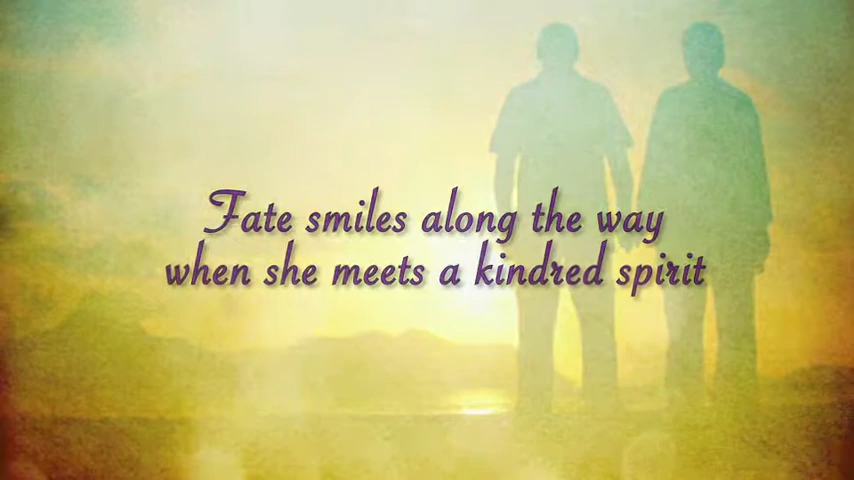 Fate smiles along the way
when she meets a kindred spirit